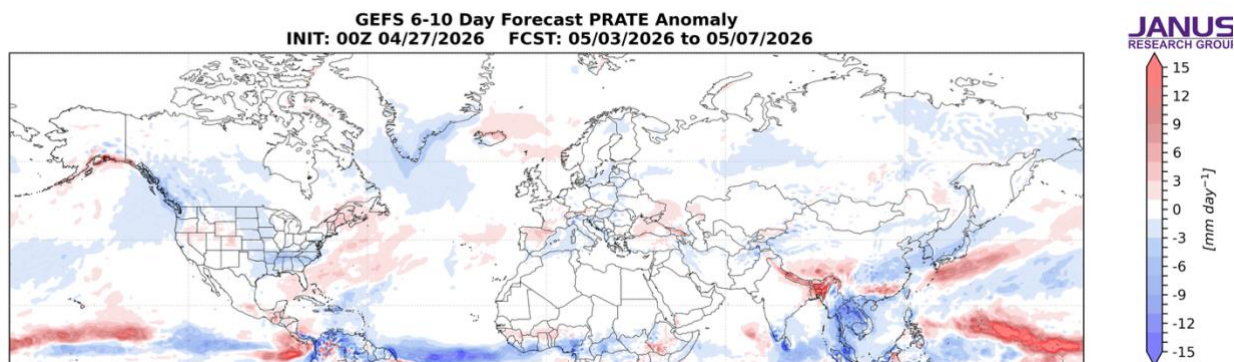 GEFS 6-10 Day Forecast PRATE Anomaly
INIT: 00Z 04/27/2026 FCST: 05/03/2026 to 05/07/2026
JANUS
RESEARCH GROUP
15
12
9
6
3
0
-3
-6
-9
-12
-15
[mm day⁻¹]